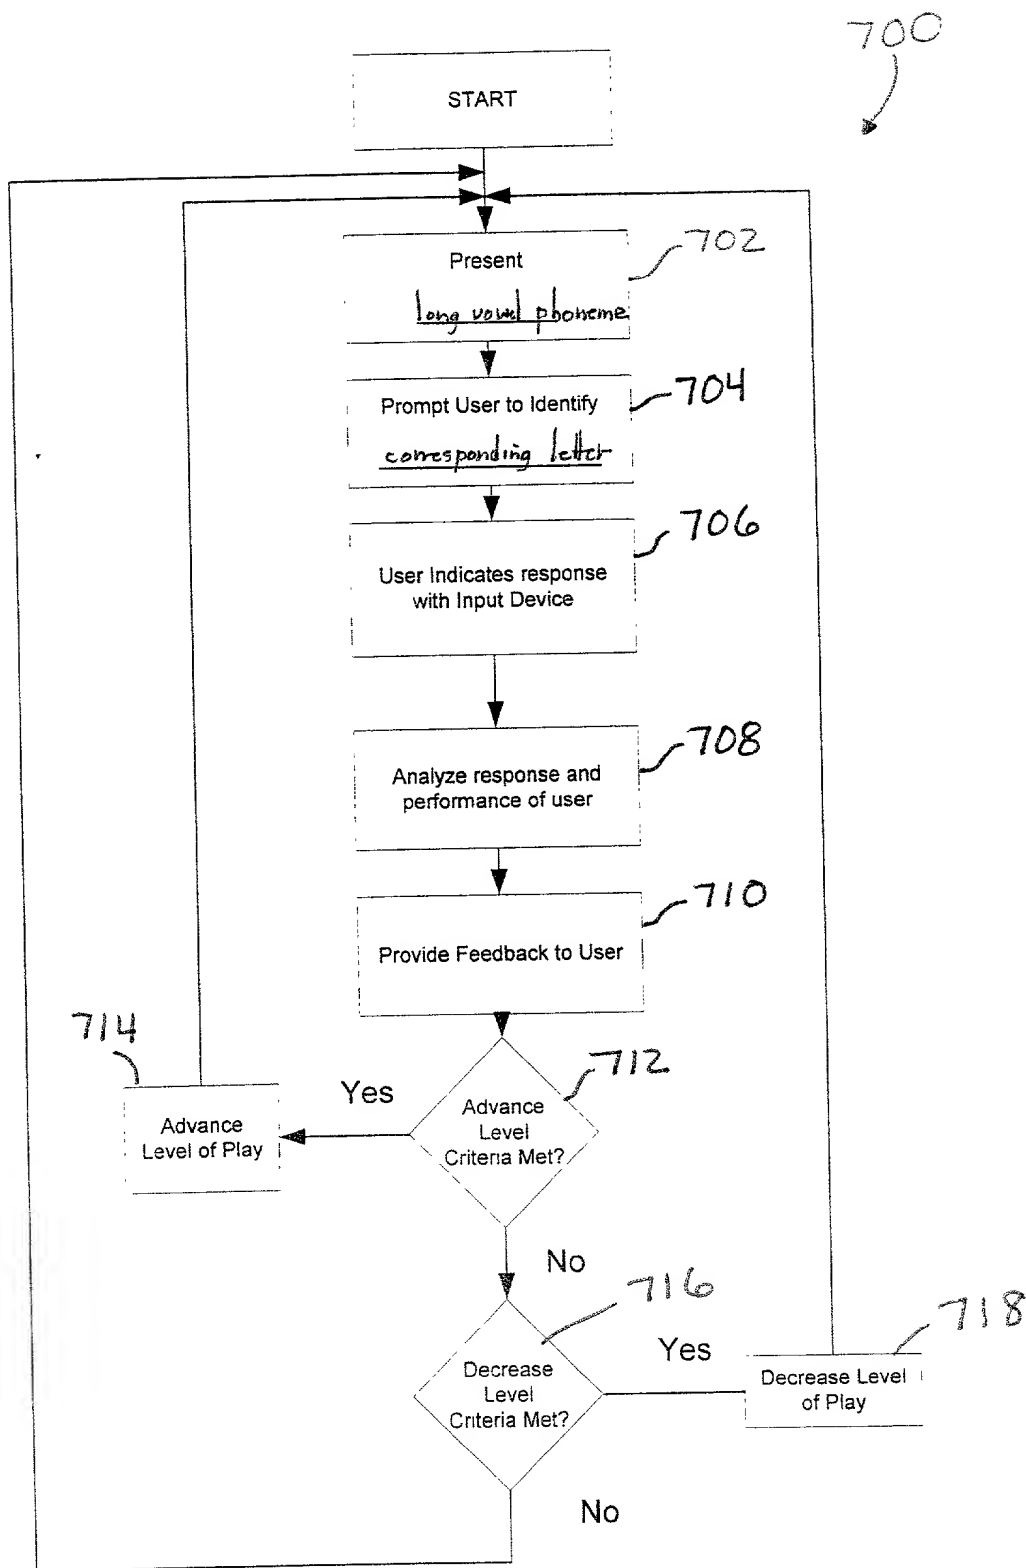 700
START
702
Present
long vowel phoneme
704
Prompt User to Identify
corresponding letter
706
User Indicates response
with Input Device
708
Analyze response and
performance of user
710
Provide Feedback to User
714
712
Yes
Advance
Level of Play
Advance
Level
Criteria Met?
No
716
718
Yes
Decrease
Level
Criteria Met?
Decrease Level
of Play
No